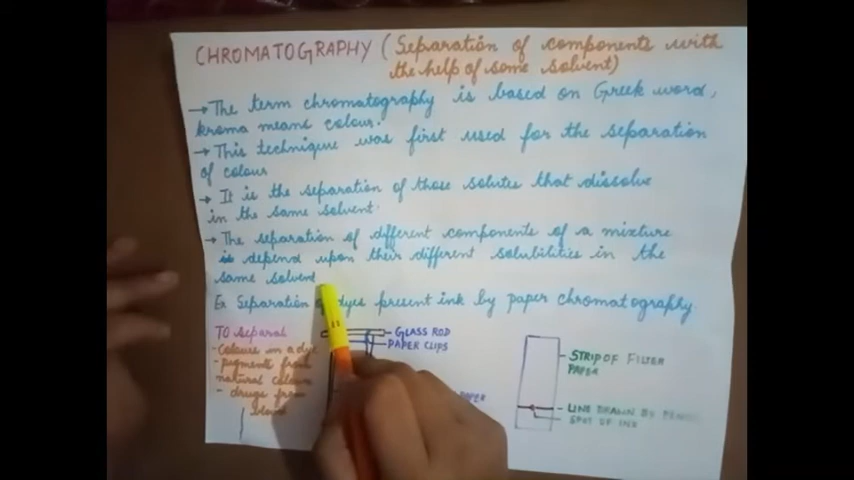 CHROMATOGRAPHY (Separation of components with
the help of some solvent)
→ The term chromatography is based on Greek word,
kroma means colour.
→ This technique was first used for the separation
of colour
→ It is the separation of those solutes that dissolve
in the same solvent.
→ The separation of different components of a mixture
is depend upon their different solubilities in the
same solvent
Ex Separation dyes present ink by paper chromatography.
TO separat
- Colours in a dye
- pigments from
natural colours
- drugs from
blood
GLASS ROD
PAPER CLIPS
PAPER
STRIP OF FILTER
PAPER
LINE DRAWN BY PENCIL
SPOT OF INK